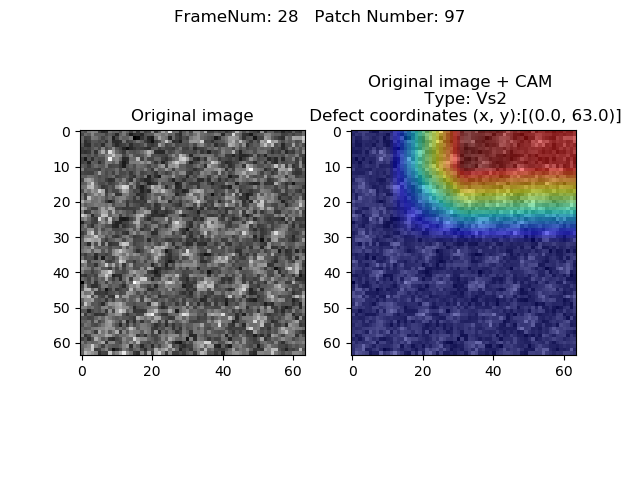 FrameNum: 28   Patch Number: 97
Original image
0
10
20
30
40
50
60
0 20 40 60
Original image + CAM
Type: Vs2
Defect coordinates (x, y):[(0.0, 63.0)]
0
10
20
30
40
50
60
0 20 40 60